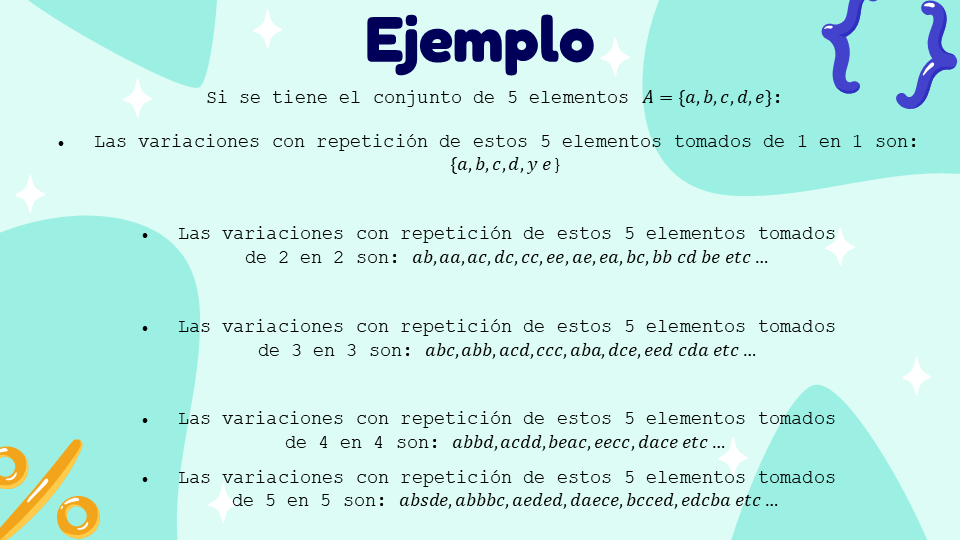 Ejemplo
Si se tiene el conjunto de 5 elementos A = {a, b, c, d, e}:
• Las variaciones con repetición de estos 5 elementos tomados de 1 en 1 son:
{a, b, c, d, y e}
• Las variaciones con repetición de estos 5 elementos tomados
de 2 en 2 son: ab, aa, ac, dc, cc, ee, ae, ea, bc, bb cd be etc ...
• Las variaciones con repetición de estos 5 elementos tomados
de 3 en 3 son: abc, abb, acd, ccc, aba, dce, eed cda etc ...
• Las variaciones con repetición de estos 5 elementos tomados
de 4 en 4 son: abbd, acdd, beac, eecc, dace etc ...
• Las variaciones con repetición de estos 5 elementos tomados
de 5 en 5 son: absde, abbbc, aeded, daece, bcced, edcba etc ...